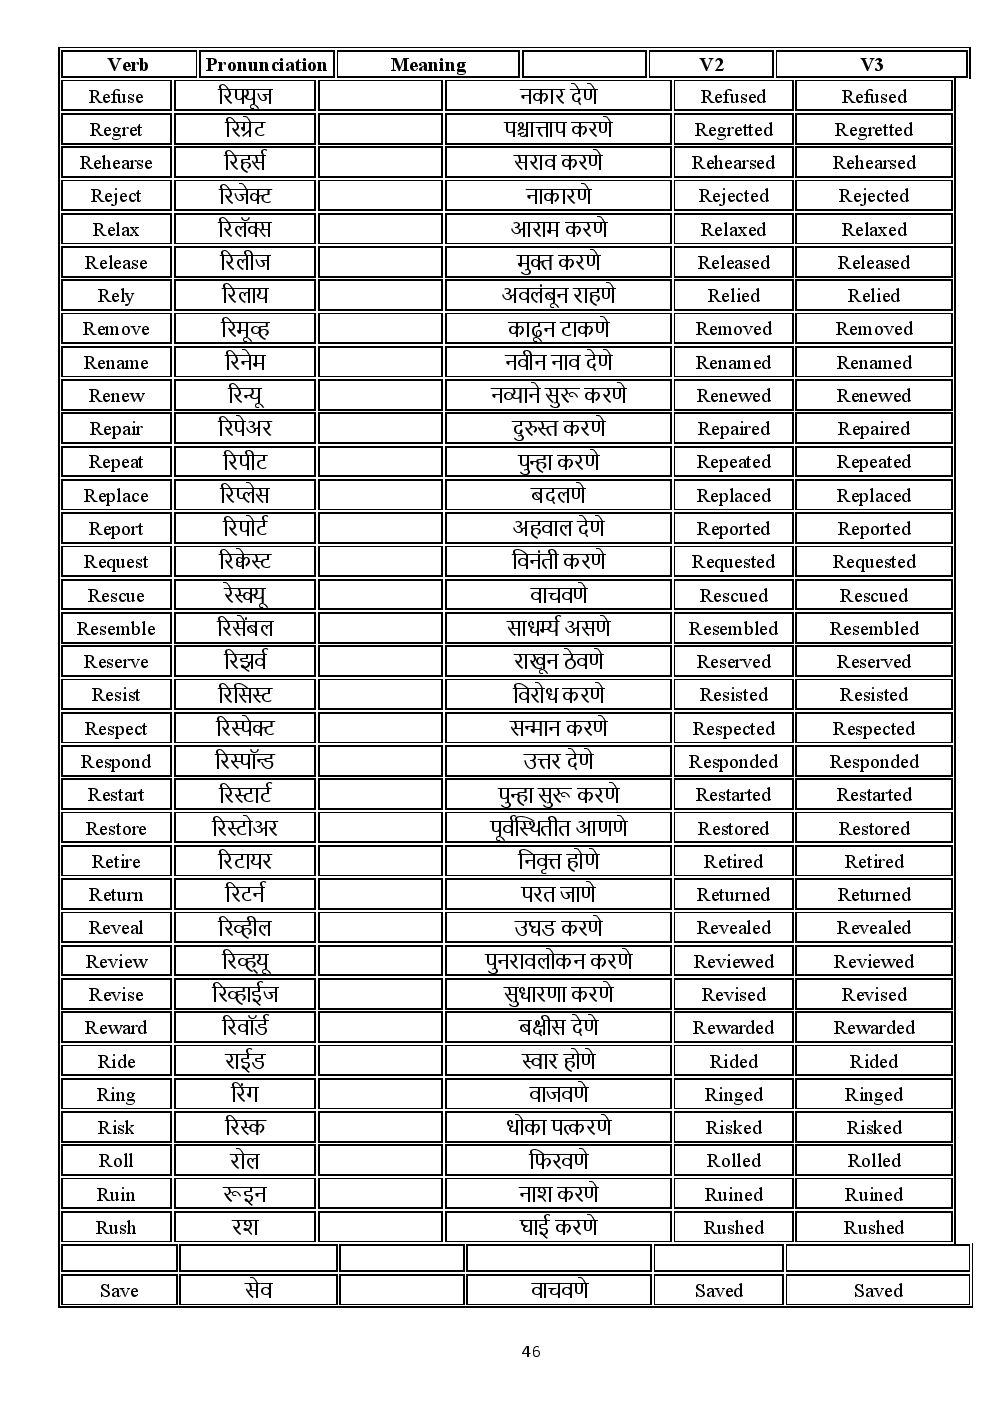 Verb Pronunciation Meaning V2 V3
Refuse रिफ्यूज नकार देणे Refused Refused
Regret रिग्रेट पश्चात्ताप करणे Regretted Regretted
Rehearse रिहर्स सराव करणे Rehearsed Rehearsed
Reject रिजेक्ट नाकारणे Rejected Rejected
Relax रिलॅक्स आराम करणे Relaxed Relaxed
Release रिलीज मुक्त करणे Released Released
Rely रिलाय अवलंबून राहणे Relied Relied
Remove रिमूव्ह काढून टाकणे Removed Removed
Rename रिनेम नवीन नाव देणे Renamed Renamed
Renew रिन्यू नव्याने सुरू करणे Renewed Renewed
Repair रिपेअर दुरुस्त करणे Repaired Repaired
Repeat रिपीट पुन्हा करणे Repeated Repeated
Replace रिप्लेस बदलणे Replaced Replaced
Report रिपोर्ट अहवाल देणे Reported Reported
Request रिक्वेस्ट विनंती करणे Requested Requested
Rescue रेस्क्यू वाचवणे Rescued Rescued
Resemble रिसेंबल साधर्म्य असणे Resembled Resembled
Reserve रिझर्व राखून ठेवणे Reserved Reserved
Resist रिसिस्ट विरोध करणे Resisted Resisted
Respect रिस्पेक्ट सन्मान करणे Respected Respected
Respond रिस्पॉन्ड उत्तर देणे Responded Responded
Restart रिस्टार्ट पुन्हा सुरू करणे Restarted Restarted
Restore रिस्टोअर पूर्वस्थितीत आणणे Restored Restored
Retire रिटायर निवृत्त होणे Retired Retired
Return रिटर्न परत जाणे Returned Returned
Reveal रिव्हील उघड करणे Revealed Revealed
Review रिव्ह्यू पुनरावलोकन करणे Reviewed Reviewed
Revise रिव्हाईज सुधारणा करणे Revised Revised
Reward रिवॉर्ड बक्षीस देणे Rewarded Rewarded
Ride राईड स्वार होणे Rided Rided
Ring रिंग वाजवणे Ringed Ringed
Risk रिस्क धोका पत्करणे Risked Risked
Roll रोल फिरवणे Rolled Rolled
Ruin रूइन नाश करणे Ruined Ruined
Rush रश घाई करणे Rushed Rushed
Save सेव वाचवणे Saved Saved
46